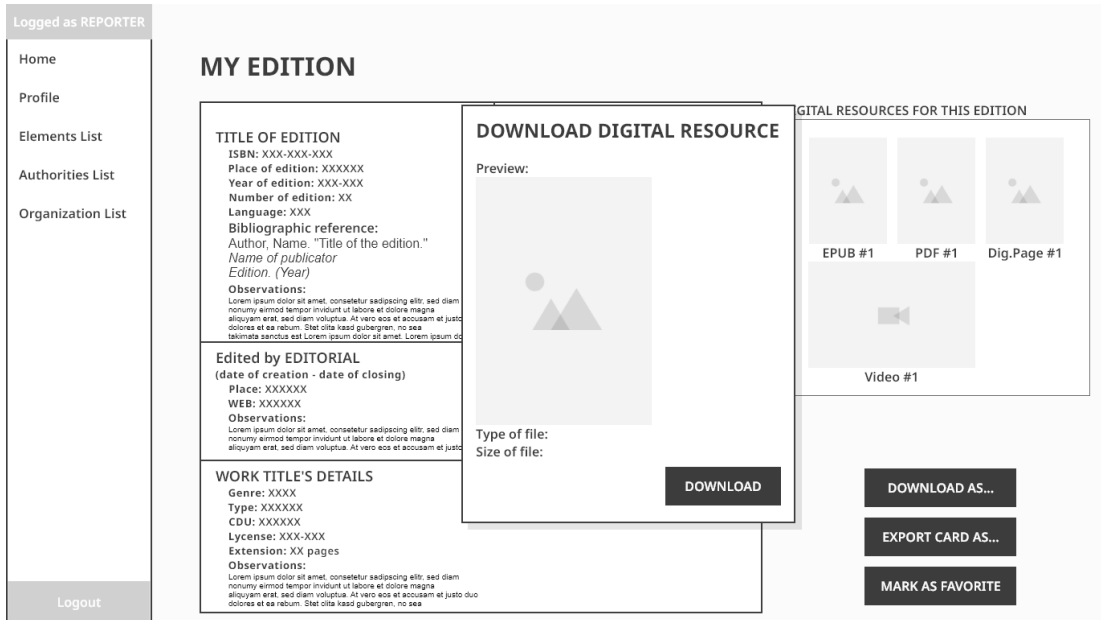 Logged as REPORTER
Home
Profile
Elements List
Authorities List
Organization List
Logout
MY EDITION
TITLE OF EDITION
ISBN: XXX-XXX-XXX
Place of edition: XXXXXX
Year of edition: XXX-XXX
Number of edition: XX
Language: XXX
Bibliographic reference:
Author, Name. "Title of the edition."
Name of publicator
Edition. (Year)
Observations:
Lorem ipsum dolor sit amet, consetetur sadipscing elitr, sed diam
nonumy eirmod tempor invidunt ut labore et dolore magna
aliquyam erat, sed diam voluptua. At vero eos et accusam et justo
dolores et ea rebum. Stet clita kasd gubergren, no sea
takimata sanctus est Lorem ipsum dolor sit amet. Lorem ipsum do
Edited by EDITORIAL
(date of creation - date of closing)
Place: XXXXXX
WEB: XXXXXX
Observations:
Lorem ipsum dolor sit amet, consetetur sadipscing elitr, sed diam
nonumy eirmod tempor invidunt ut labore et dolore magna
aliquyam erat, sed diam voluptua. At vero eos et accusam et justo
WORK TITLE'S DETAILS
Genre: XXXX
Type: XXXXXX
CDU: XXXXXX
Lycense: XXX-XXX
Extension: XX pages
Observations:
Lorem ipsum dolor sit amet, consetetur sadipscing elitr, sed diam
nonumy eirmod tempor invidunt ut labore et dolore magna
aliquyam erat, sed diam voluptua. At vero eos et accusam et justo duo
dolores et ea rebum. Stet clita kasd gubergren, no sea
DOWNLOAD DIGITAL RESOURCE
Preview:
Type of file:
Size of file:
DOWNLOAD
GITAL RESOURCES FOR THIS EDITION
EPUB #1
PDF #1
Dig.Page #1
Video #1
DOWNLOAD AS...
EXPORT CARD AS...
MARK AS FAVORITE